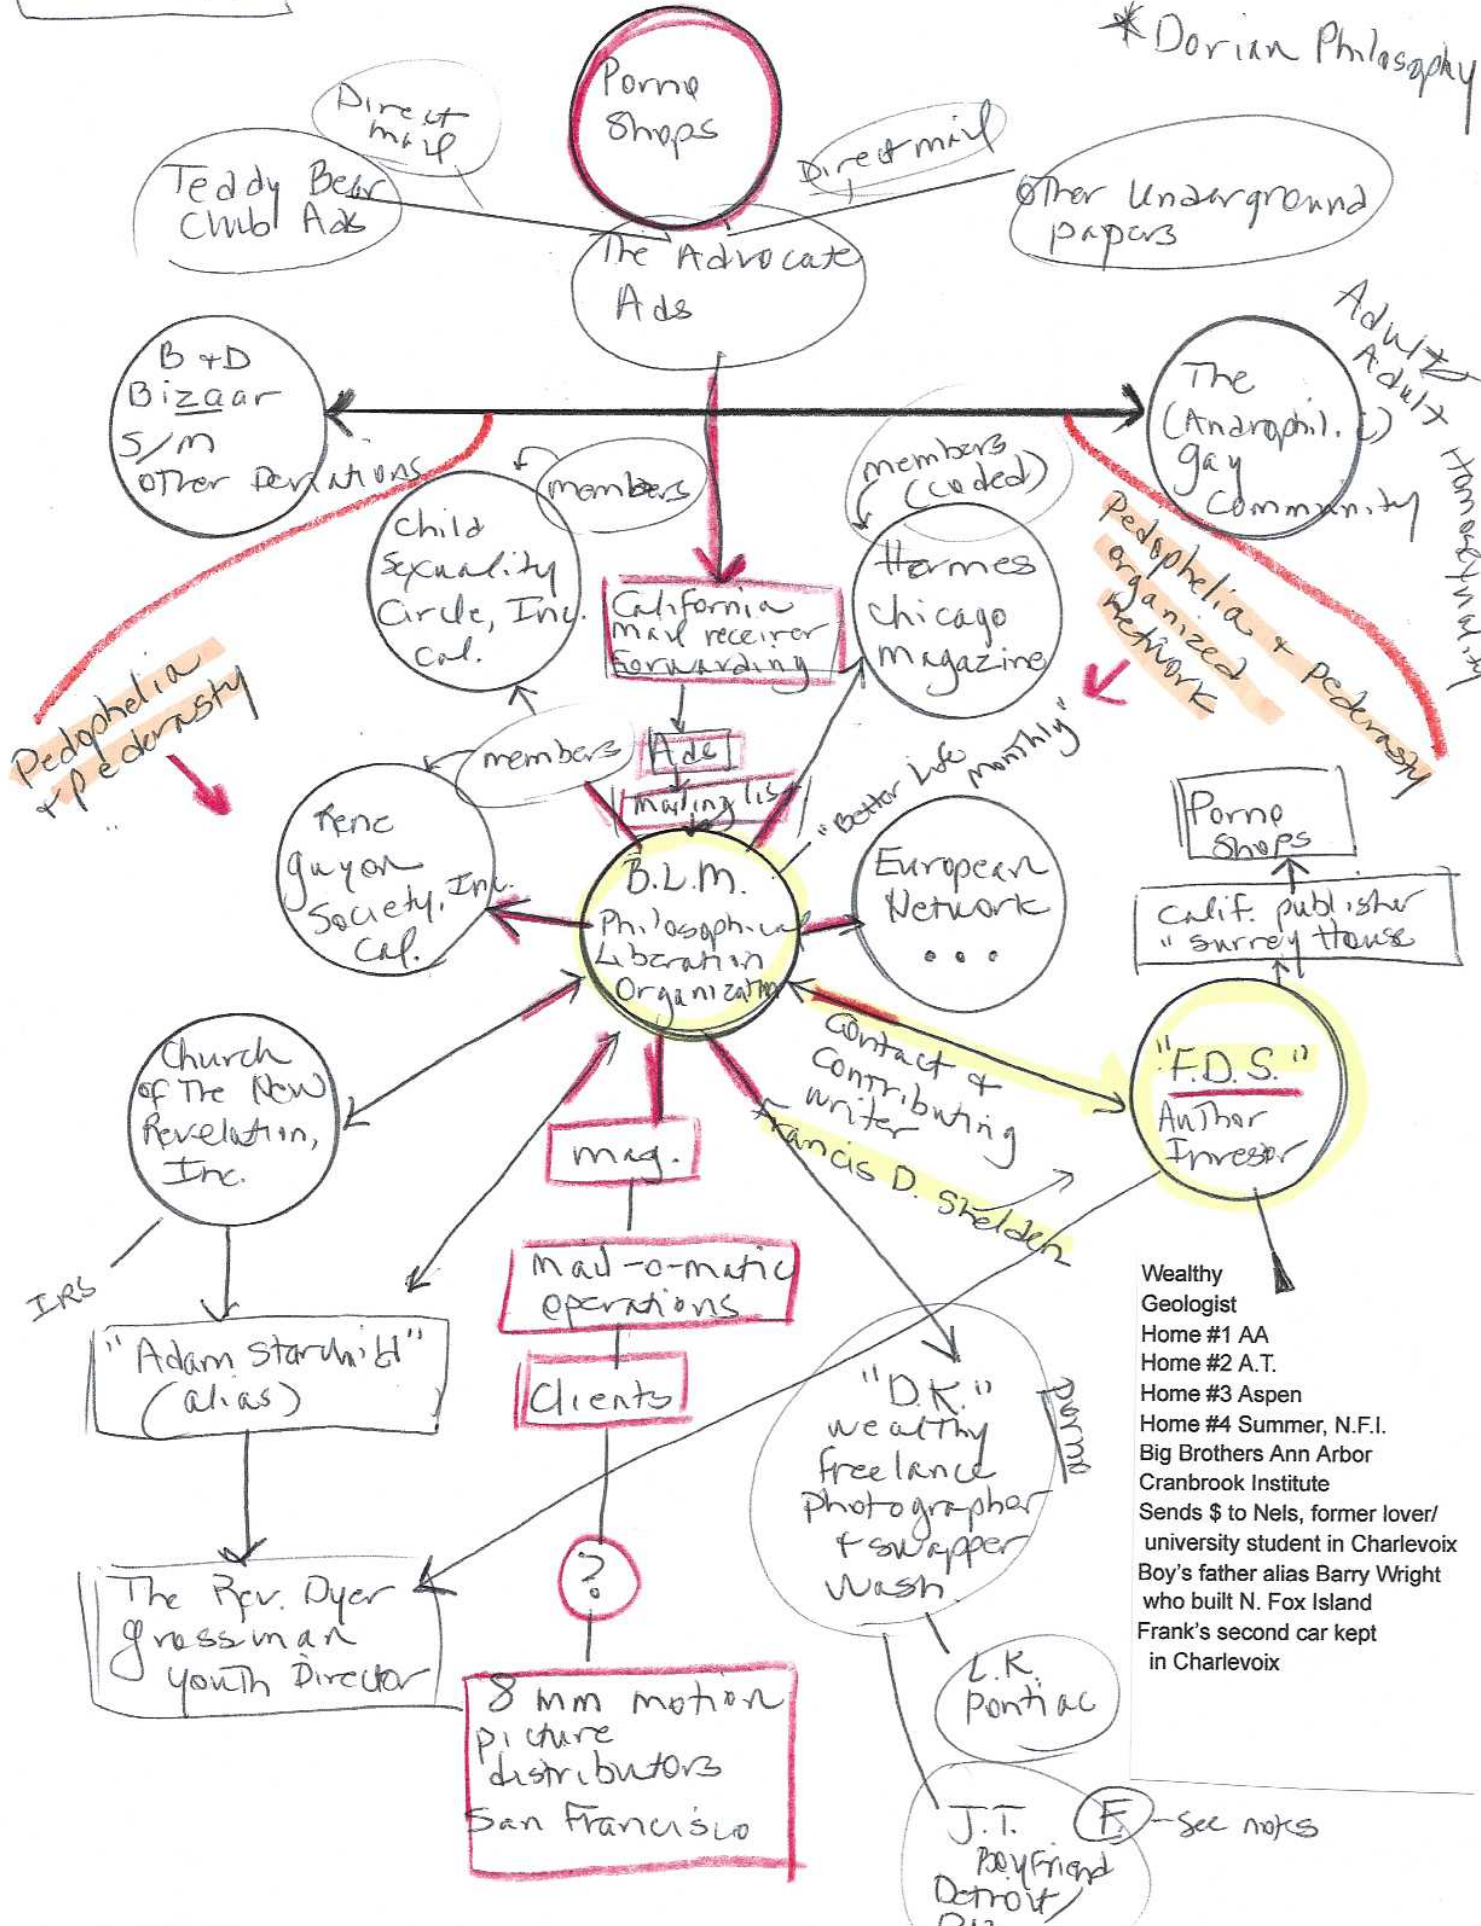 *Dorian Philosophy
Porno
Shops
Direct
mail
Direct mail
Teddy Bear
Club Ads
Other Underground
papers
The Advocate
Ads
B+D
Bizaar
S/M
other Deviations
The
(Androphilic)
gay
Community
Adult
Adult
Homosexuality
members
members
(coded)
Child
Sexuality
Circle, Inc.
Cal.
California
mail receiver
forwarding
Hermes
Chicago
magazine
Pedophelia + pederasty
organized
network
Pedophelia
+ pederasty
members
Ads
mailing list
"Better Life
monthly"
Rene
guyon
Society, Inc.
Cal.
B.L.M.
Philosophical
Liberation
Organization
European
Network
...
Porno
Shops
Calif. publisher
"Surrey House
Church
of The New
Revelation,
Inc.
IRS
contact +
contributing
writer
Francis D. Shelden
"F.D.S."
Author
Investor
mag.
mail-o-matic
operations
Clients
?
8 mm motion
picture
distributors
San Francisco
"Adam Starchild"
(alias)
The Rev. Dyer
grossman
youth Director
"D.K."
wealthy
freelance
photographer
+ swapper
Wash.
porno
L.K.
pontiac
J.T.
Boyfriend
Detroit/
F. - see notes
Wealthy
Geologist
Home #1 AA
Home #2 A.T.
Home #3 Aspen
Home #4 Summer, N.F.I.
Big Brothers Ann Arbor
Cranbrook Institute
Sends $ to Nels, former lover/
university student in Charlevoix
Boy's father alias Barry Wright
who built N. Fox Island
Frank's second car kept
in Charlevoix